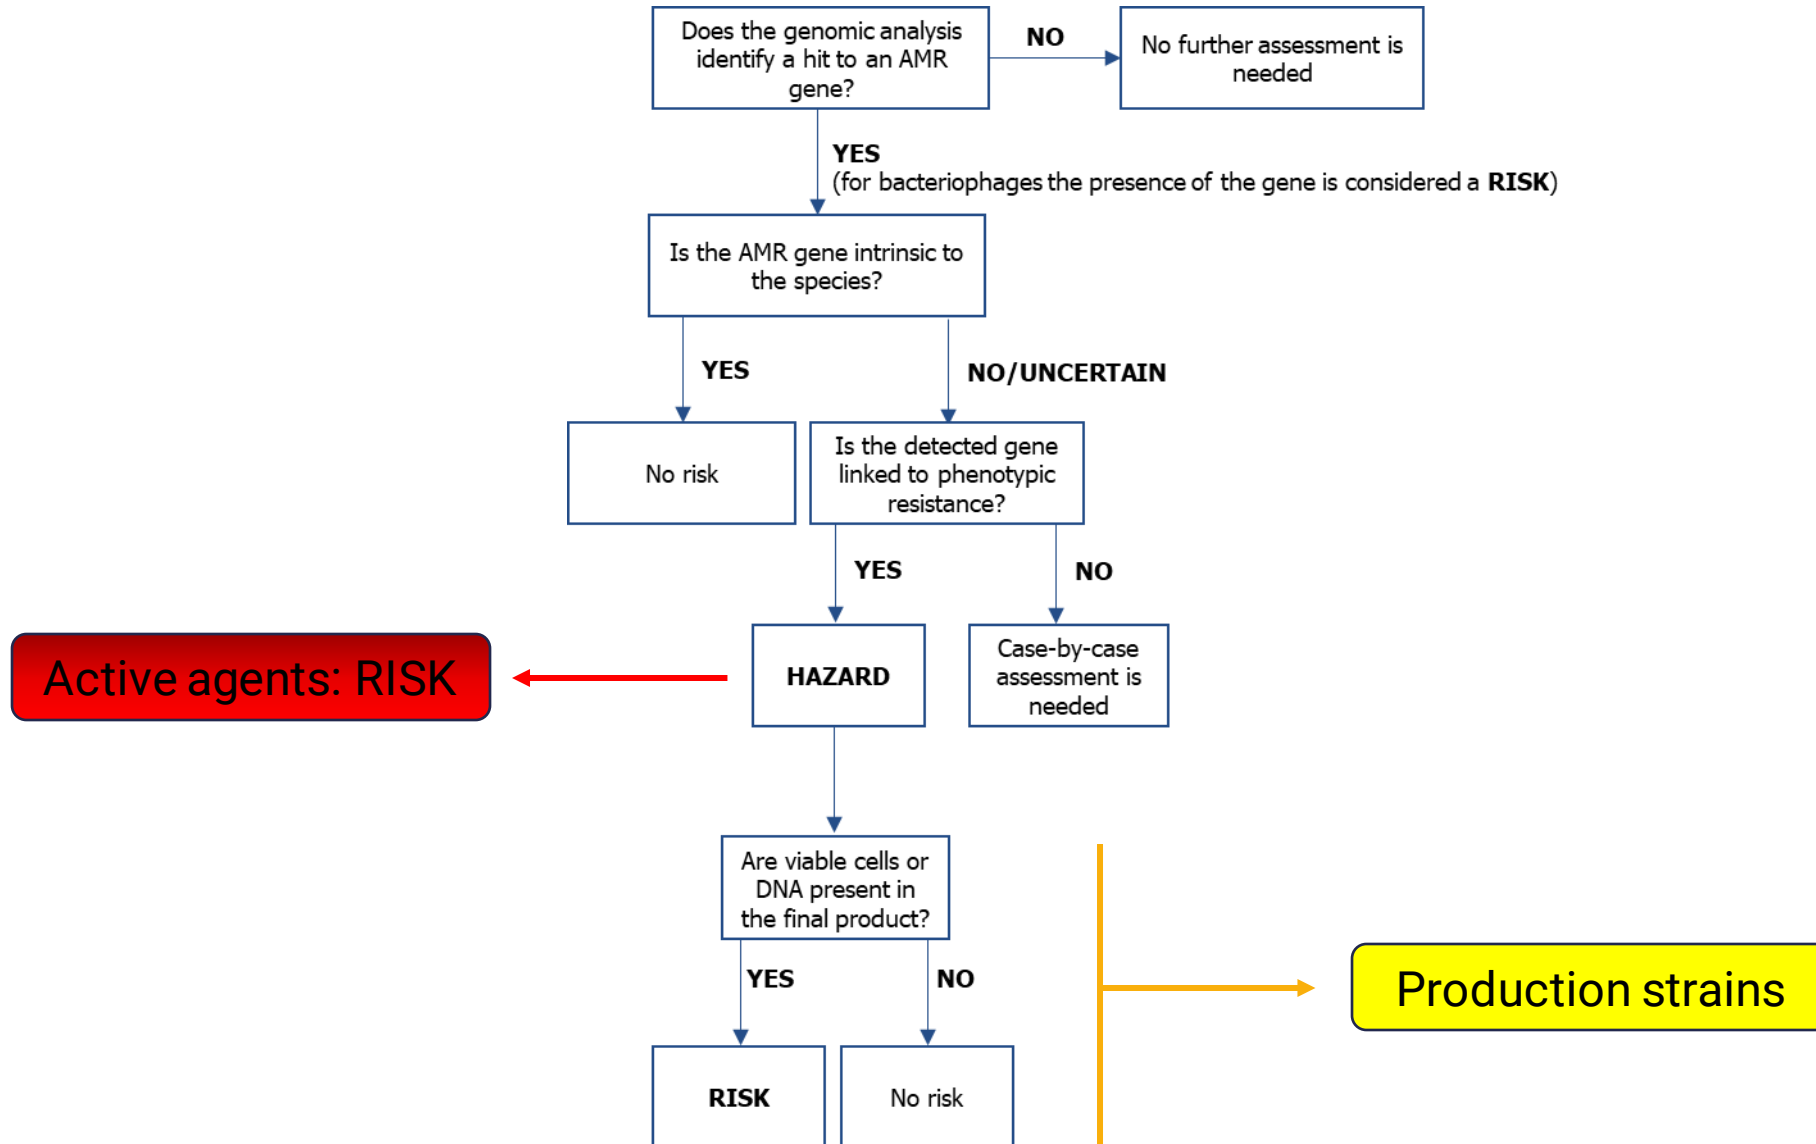 Does the genomic analysis
identify a hit to an AMR
gene?
NO
No further assessment is
needed
YES
(for bacteriophages the presence of the gene is considered a RISK)
Is the AMR gene intrinsic to
the species?
YES
NO/UNCERTAIN
No risk
Is the detected gene
linked to phenotypic
resistance?
YES
NO
Active agents: RISK
HAZARD
Case-by-case
assessment is
needed
Are viable cells or
DNA present in
the final product?
YES
NO
Production strains
RISK
No risk